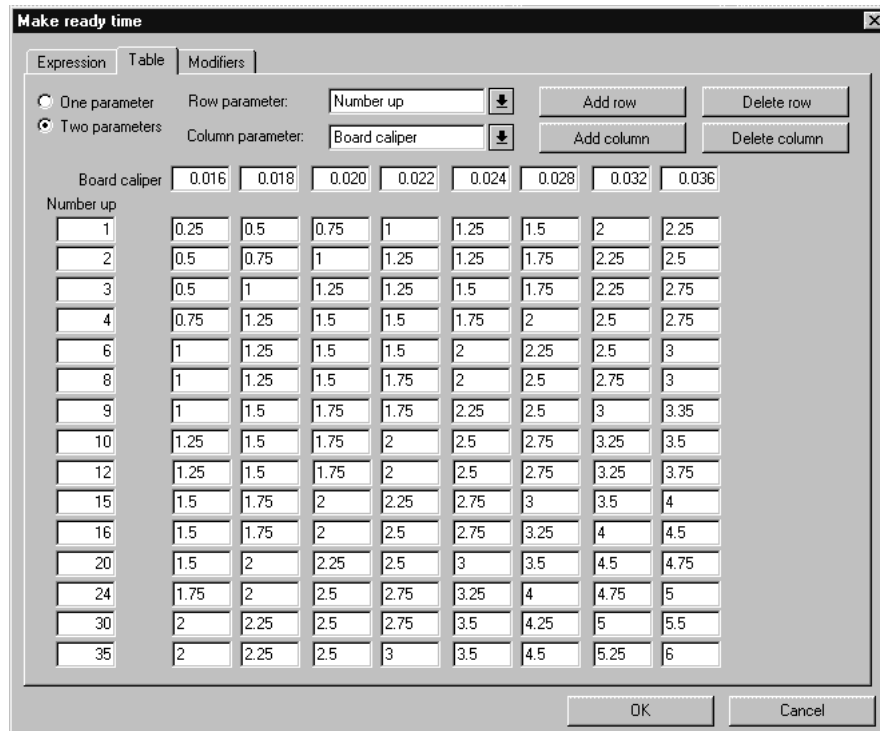 Make ready time
Expression Table Modifiers
One parameter Row parameter: Number up Add row Delete row
Two parameters Column parameter: Board caliper Add column Delete column
Board caliper 0.016 0.018 0.020 0.022 0.024 0.028 0.032 0.036
Number up
1 0.25 0.5 0.75 1 1.25 1.5 2 2.25
2 0.5 0.75 1 1.25 1.25 1.75 2.25 2.5
3 0.5 1 1.25 1.25 1.5 1.75 2.25 2.75
4 0.75 1.25 1.5 1.5 1.75 2 2.5 2.75
6 1 1.25 1.5 1.5 2 2.25 2.5 3
8 1 1.25 1.5 1.75 2 2.5 2.75 3
9 1 1.5 1.75 1.75 2.25 2.5 3 3.35
10 1.25 1.5 1.75 2 2.5 2.75 3.25 3.5
12 1.25 1.5 1.75 2 2.5 2.75 3.25 3.75
15 1.5 1.75 2 2.25 2.75 3 3.5 4
16 1.5 1.75 2 2.5 2.75 3.25 4 4.5
20 1.5 2 2.25 2.5 3 3.5 4.5 4.75
24 1.75 2 2.5 2.75 3.25 4 4.75 5
30 2 2.25 2.5 2.75 3.5 4.25 5 5.5
35 2 2.25 2.5 3 3.5 4.5 5.25 6
OK Cancel